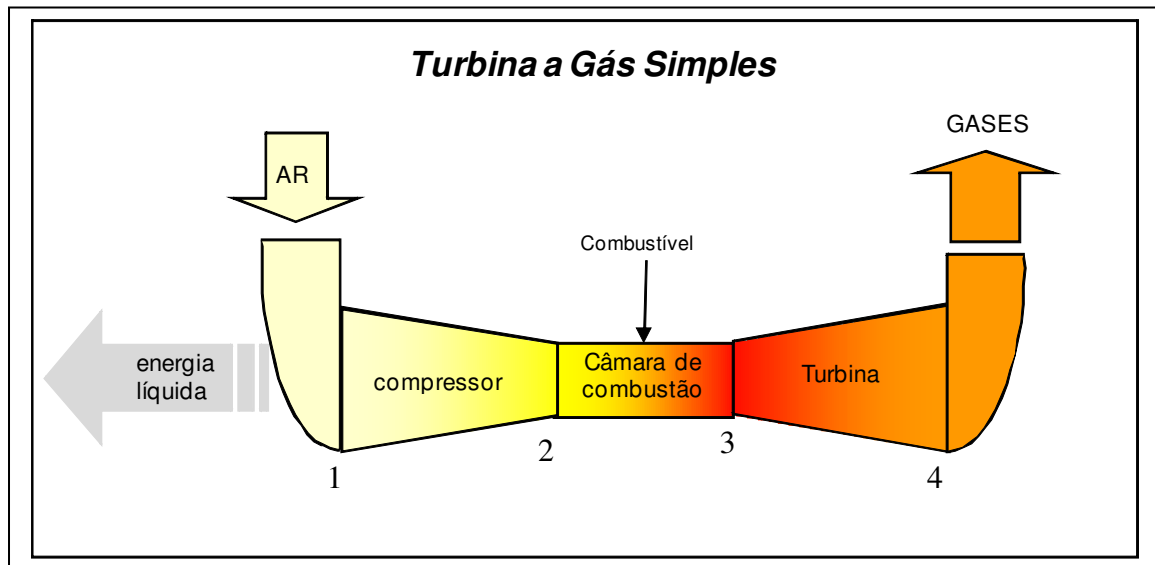 Turbina a Gás Simples
GASES
AR
Combustível
energia
líquida
compressor
Câmara de
combustão
Turbina
1
2
3
4